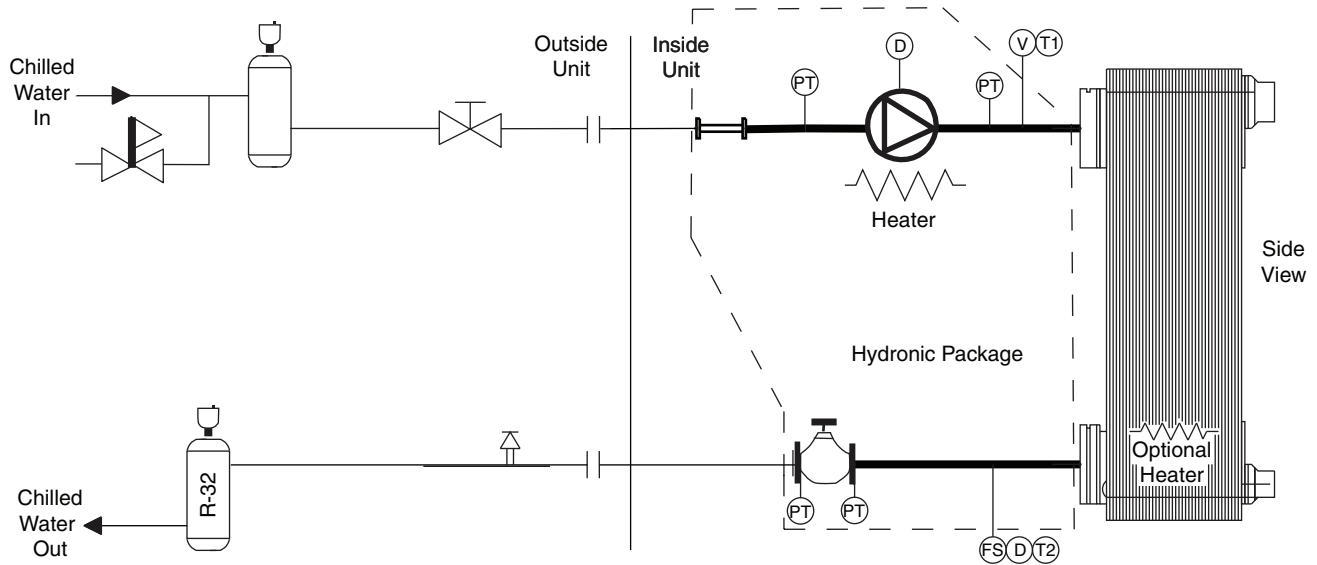 Chilled
Water
In
Outside
Unit
Inside
Unit
PT
D
PT
V
T1
Heater
Side
View
Hydronic Package
Optional
Heater
R-32
Chilled
Water
Out
PT
PT
FS
D
T2